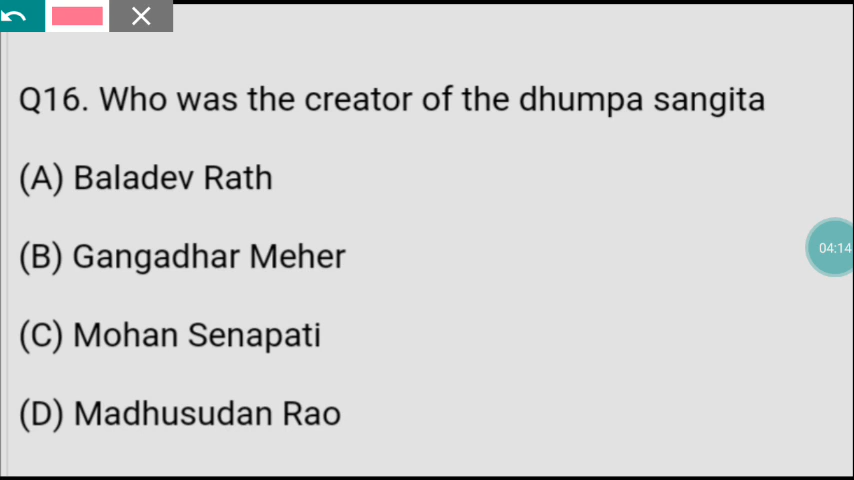 Q16. Who was the creator of the dhumpa sangita
(A) Baladev Rath
(B) Gangadhar Meher
04:14
(C) Mohan Senapati
(D) Madhusudan Rao